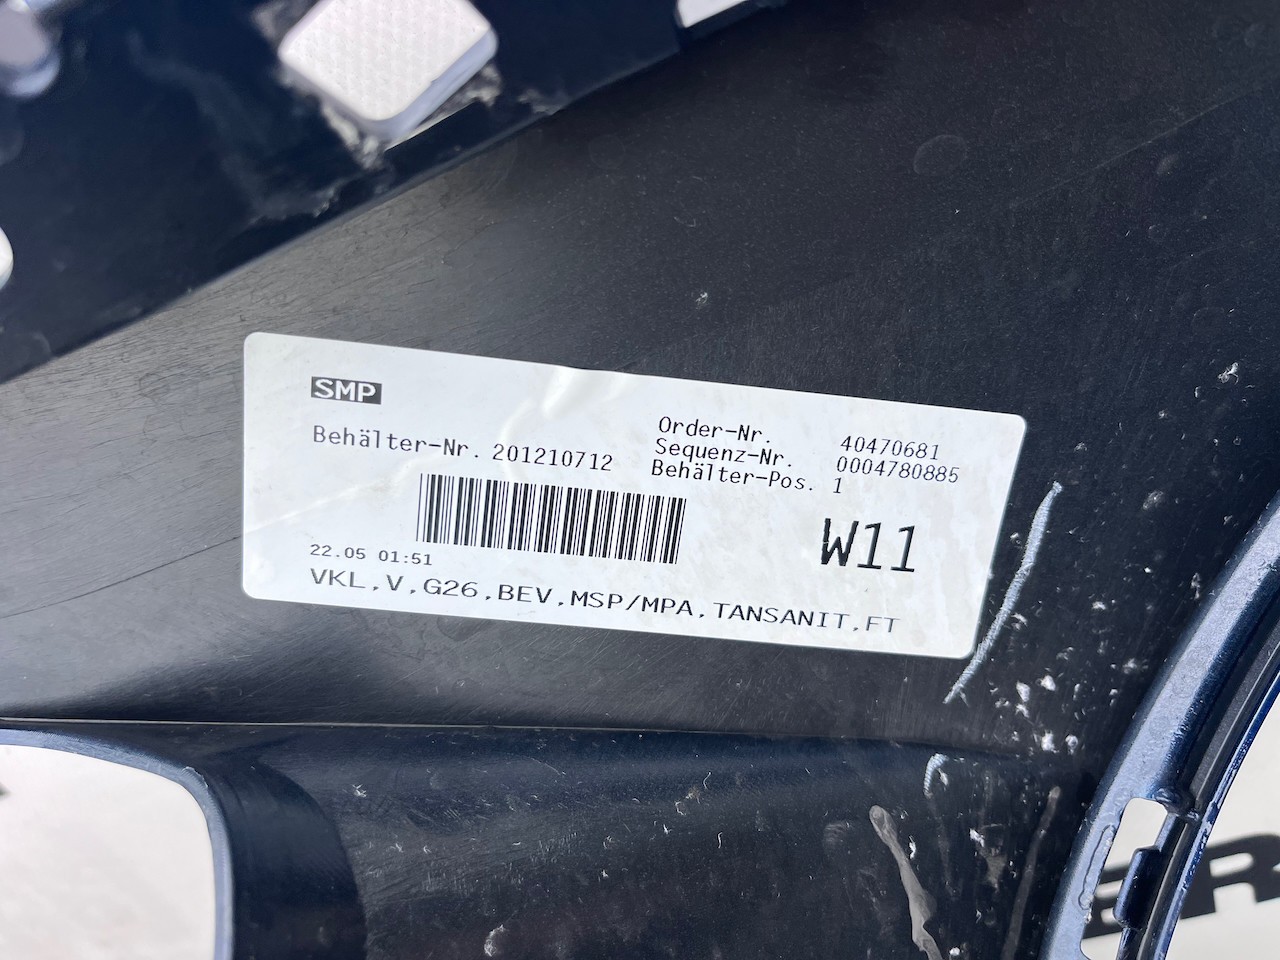 SMP
Behälter-Nr. 201210712
Order-Nr. 40470681
Sequenz-Nr. 0004780885
Behälter-Pos. 1
W11
22.05 01:51
VKL,V,G26,BEV,MSP/MPA,TANSANIT,FT